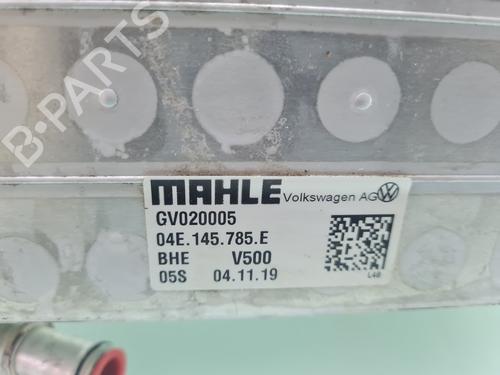 B-PARTS
MAHLE Volkswagen AG
GV020005
04E.145.785.E
BHE V500
05S 04.11.19
L48